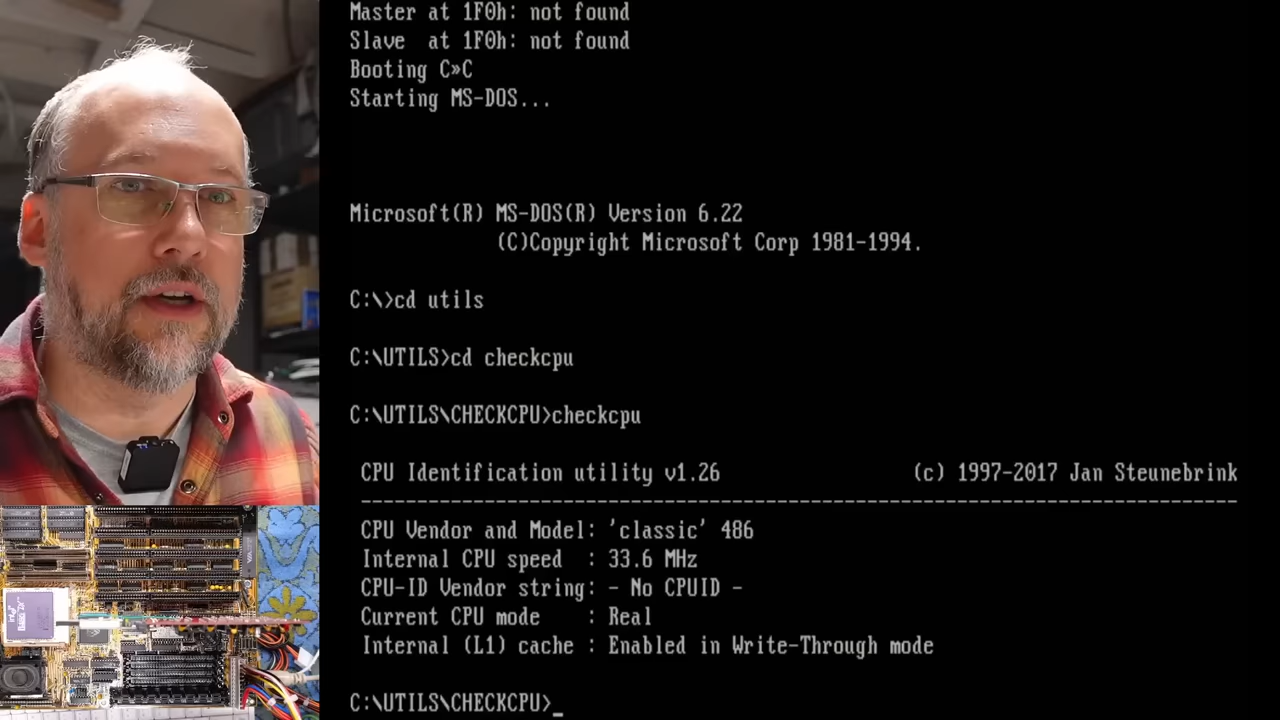 Master at 1F0h: not found
Slave  at 1F0h: not found
Booting C»C
Starting MS-DOS...
Microsoft(R) MS-DOS(R) Version 6.22
(C)Copyright Microsoft Corp 1981-1994.
C:\>cd utils
C:\UTILS>cd checkcpu
C:\UTILS\CHECKCPU>checkcpu
CPU Identification utility v1.26 (c) 1997-2017 Jan Steunebrink
-------------------------------------------------------------------------------
CPU Vendor and Model: 'classic' 486
Internal CPU speed   : 33.6 MHz
CPU-ID Vendor string: - No CPUID -
Current CPU mode     : Real
Internal (L1) cache  : Enabled in Write-Through mode
C:\UTILS\CHECKCPU>_